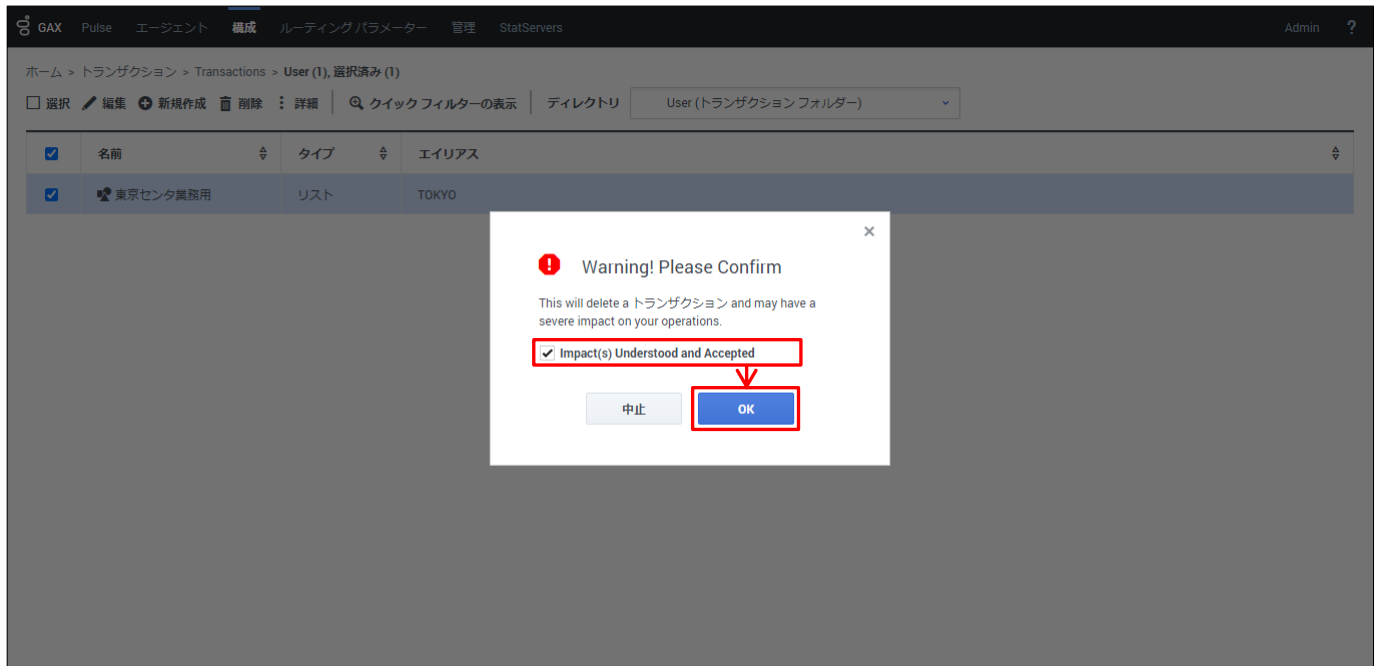 GAX Pulse エージェント 構成 ルーティング パラメーター 管理 StatServers Admin ?
ホーム > トランザクション > Transactions > User (1), 選択済み (1)
選択 編集 新規作成 削除 詳細 クイック フィルターの表示 ディレクトリ User (トランザクション フォルダー)
名前 タイプ エイリアス
東京センタ業務用 リスト TOKYO
Warning! Please Confirm
This will delete a トランザクション and may have a
severe impact on your operations.
Impact(s) Understood and Accepted
中止 OK